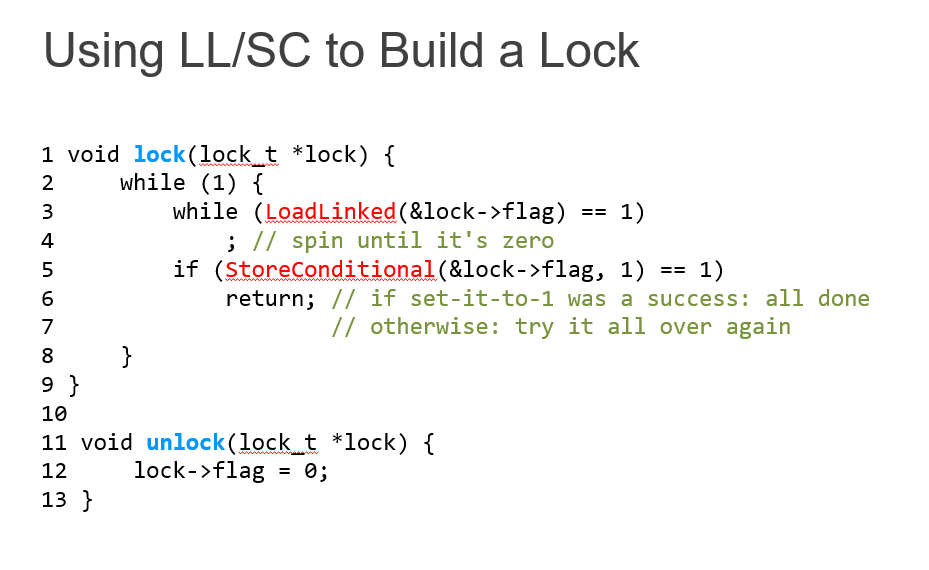 Using LL/SC to Build a Lock
1 void lock(lock_t *lock) {
2     while (1) {
3         while (LoadLinked(&lock->flag) == 1)
4             ; // spin until it's zero
5         if (StoreConditional(&lock->flag, 1) == 1)
6             return; // if set-it-to-1 was a success: all done
7                     // otherwise: try it all over again
8     }
9 }
10
11 void unlock(lock_t *lock) {
12     lock->flag = 0;
13 }